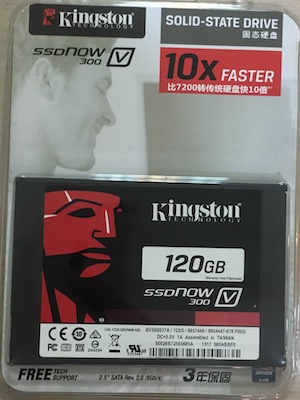 Kingston
TECHNOLOGY
SOLID-STATE DRIVE
固态硬盘
SSDNOW
300 V
10x FASTER
比7200转传统硬盘快10倍*
Kingston
TECHNOLOGY
120GB
SSDNOW
300 V
DC+5.0V 1A Assembled in TAIWAN
FREE TECH
SUPPORT
2.5" SATA Rev. 3.0 (6Gb/s)
3年保固